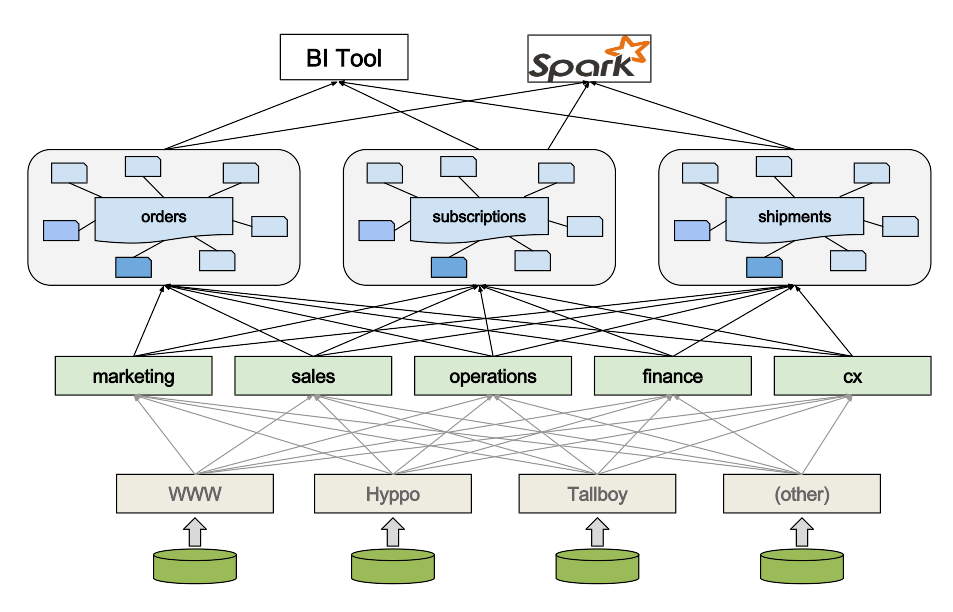 BI Tool
Spark
orders
subscriptions
shipments
marketing
sales
operations
finance
cx
WWW
Hyppo
Tallboy
(other)